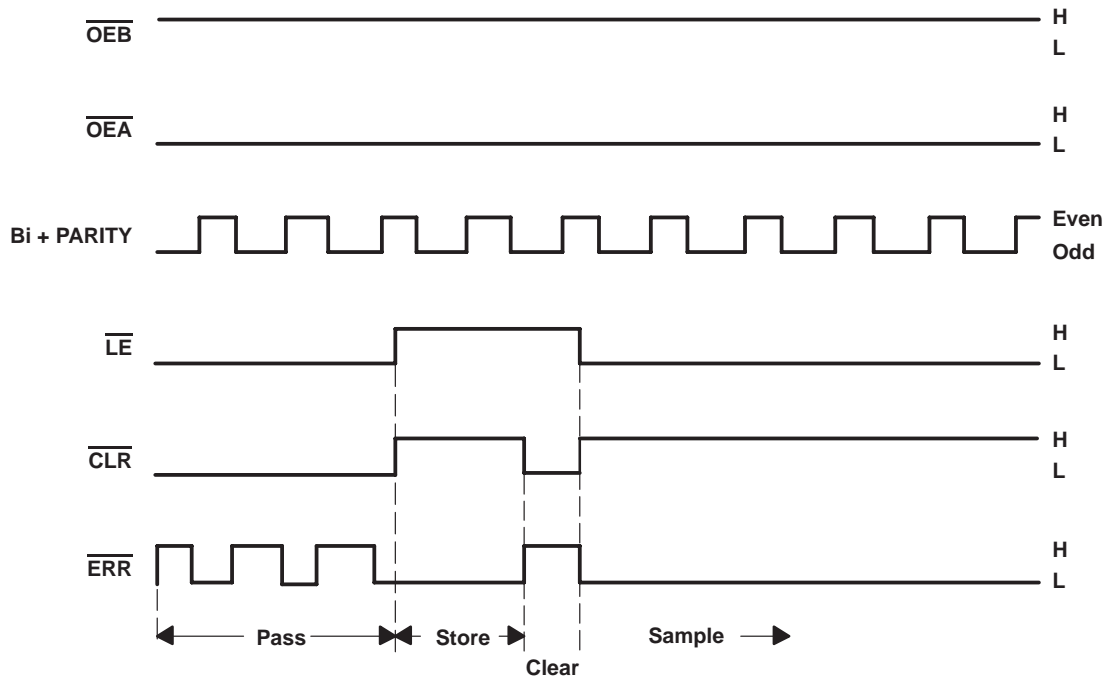 OEB
H
L
OEA
H
L
Bi + PARITY
Even
Odd
LE
H
L
CLR
H
L
ERR
H
L
Pass
Store
Sample
Clear